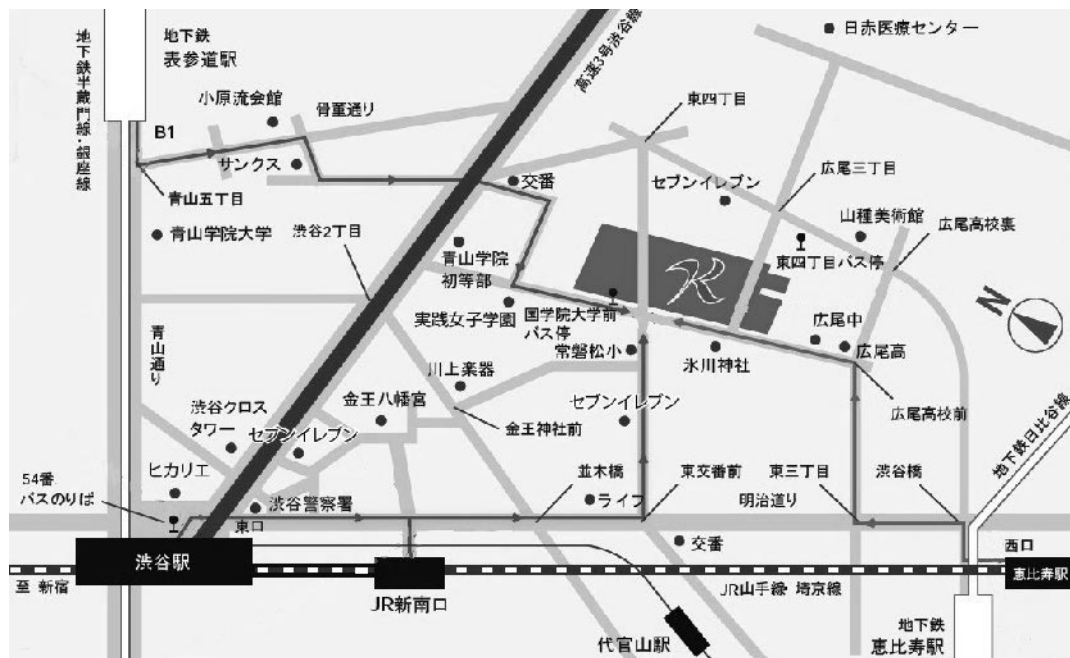 地下鉄
表参道駅
地下鉄半蔵門線・銀座線
高速3号渋谷線
日赤医療センター
小原流会館
骨董通り
東四丁目
B1
サンクス
交番
セブンイレブン
広尾三丁目
青山五丁目
青山学院大学
渋谷2丁目
山種美術館
広尾高校裏
青山学院
初等部
東四丁目バス停
N
実践女子学園
国学院大学前
バス停
広尾中
青山通り
常磐松小
氷川神社
広尾高
川上楽器
渋谷クロス
タワー
金王八幡宮
セブンイレブン
セブンイレブン
金王神社前
広尾高校前
地下鉄日比谷線
ヒカリエ
54番
バスのりば
並木橋
東交番前
東三丁目
渋谷橋
渋谷警察署
ライフ
明治道り
東口
交番
西口
渋谷駅
恵比寿駅
至 新宿
JR新南口
JR山手線・埼京線
代官山駅
地下鉄
恵比寿駅